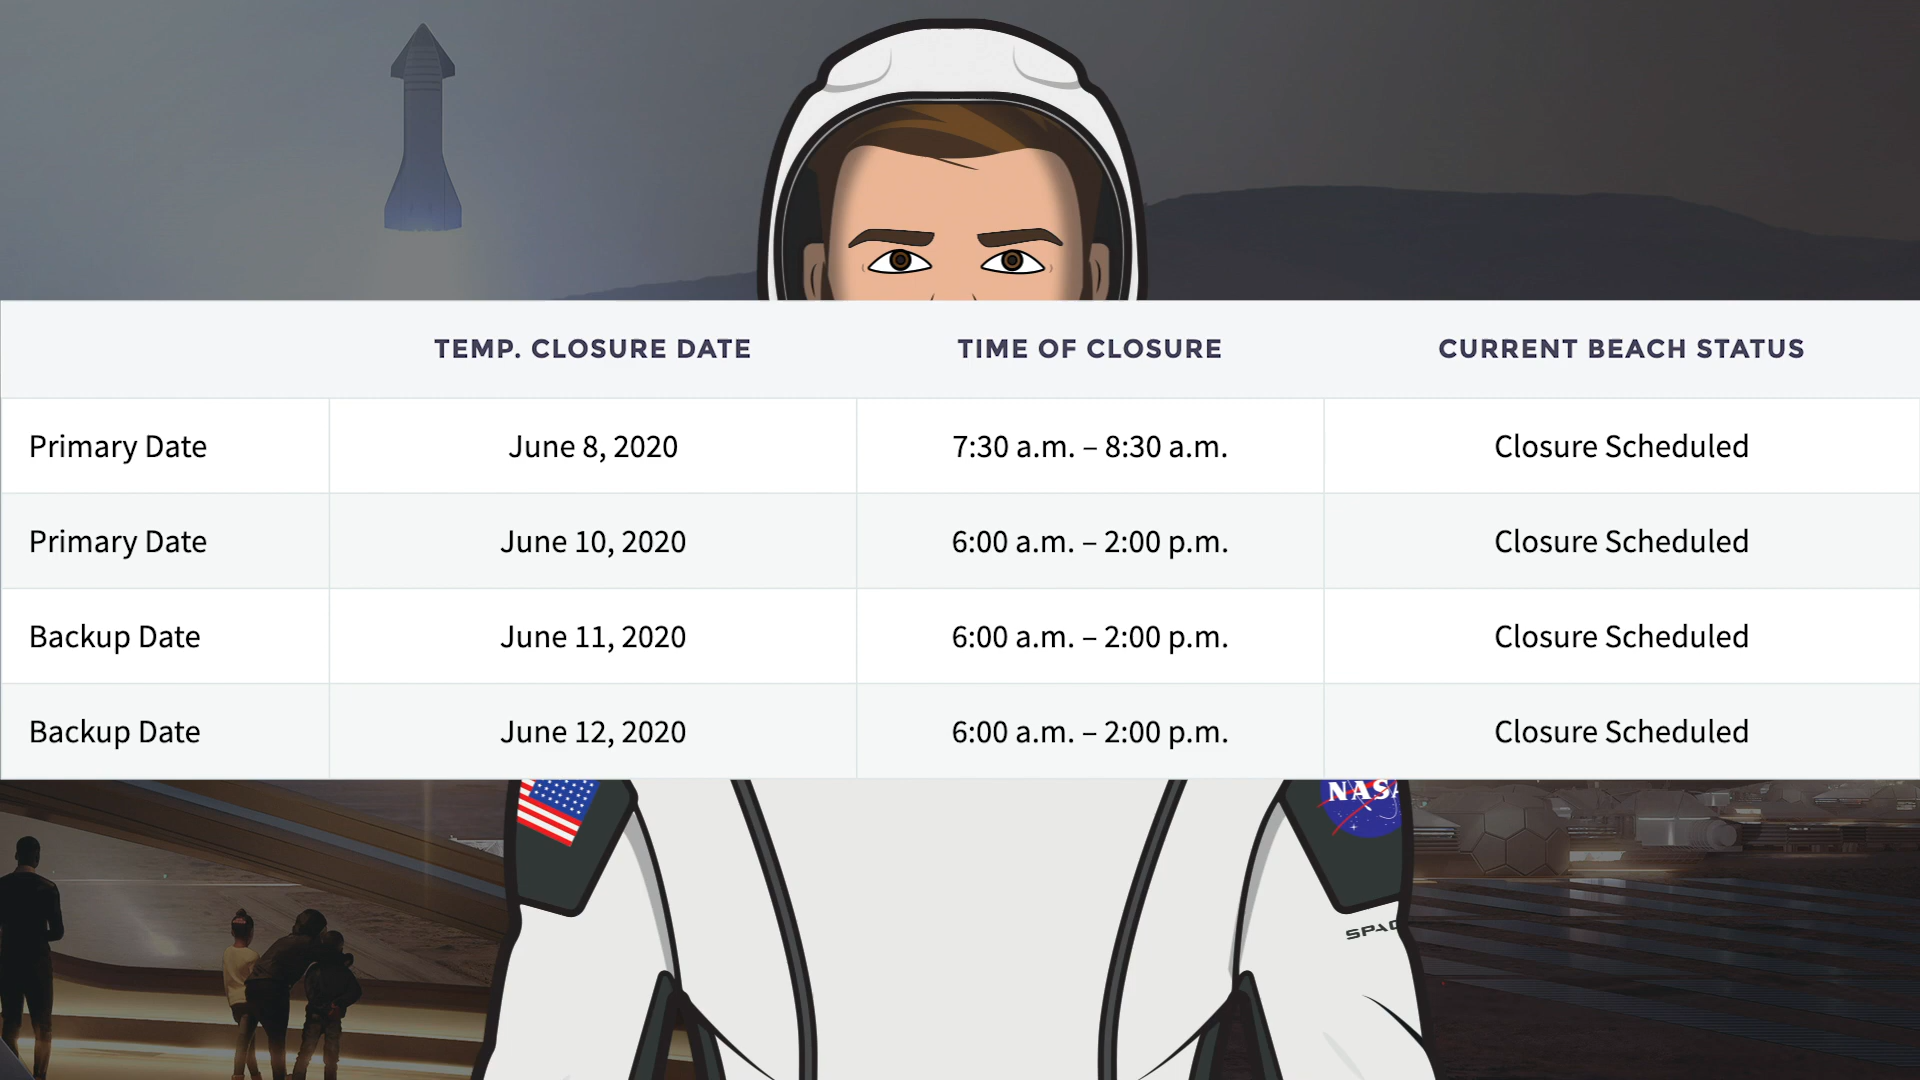 TEMP. CLOSURE DATE TIME OF CLOSURE CURRENT BEACH STATUS
Primary Date June 8, 2020 7:30 a.m. – 8:30 a.m. Closure Scheduled
Primary Date June 10, 2020 6:00 a.m. – 2:00 p.m. Closure Scheduled
Backup Date June 11, 2020 6:00 a.m. – 2:00 p.m. Closure Scheduled
Backup Date June 12, 2020 6:00 a.m. – 2:00 p.m. Closure Scheduled
NASA
SPAC